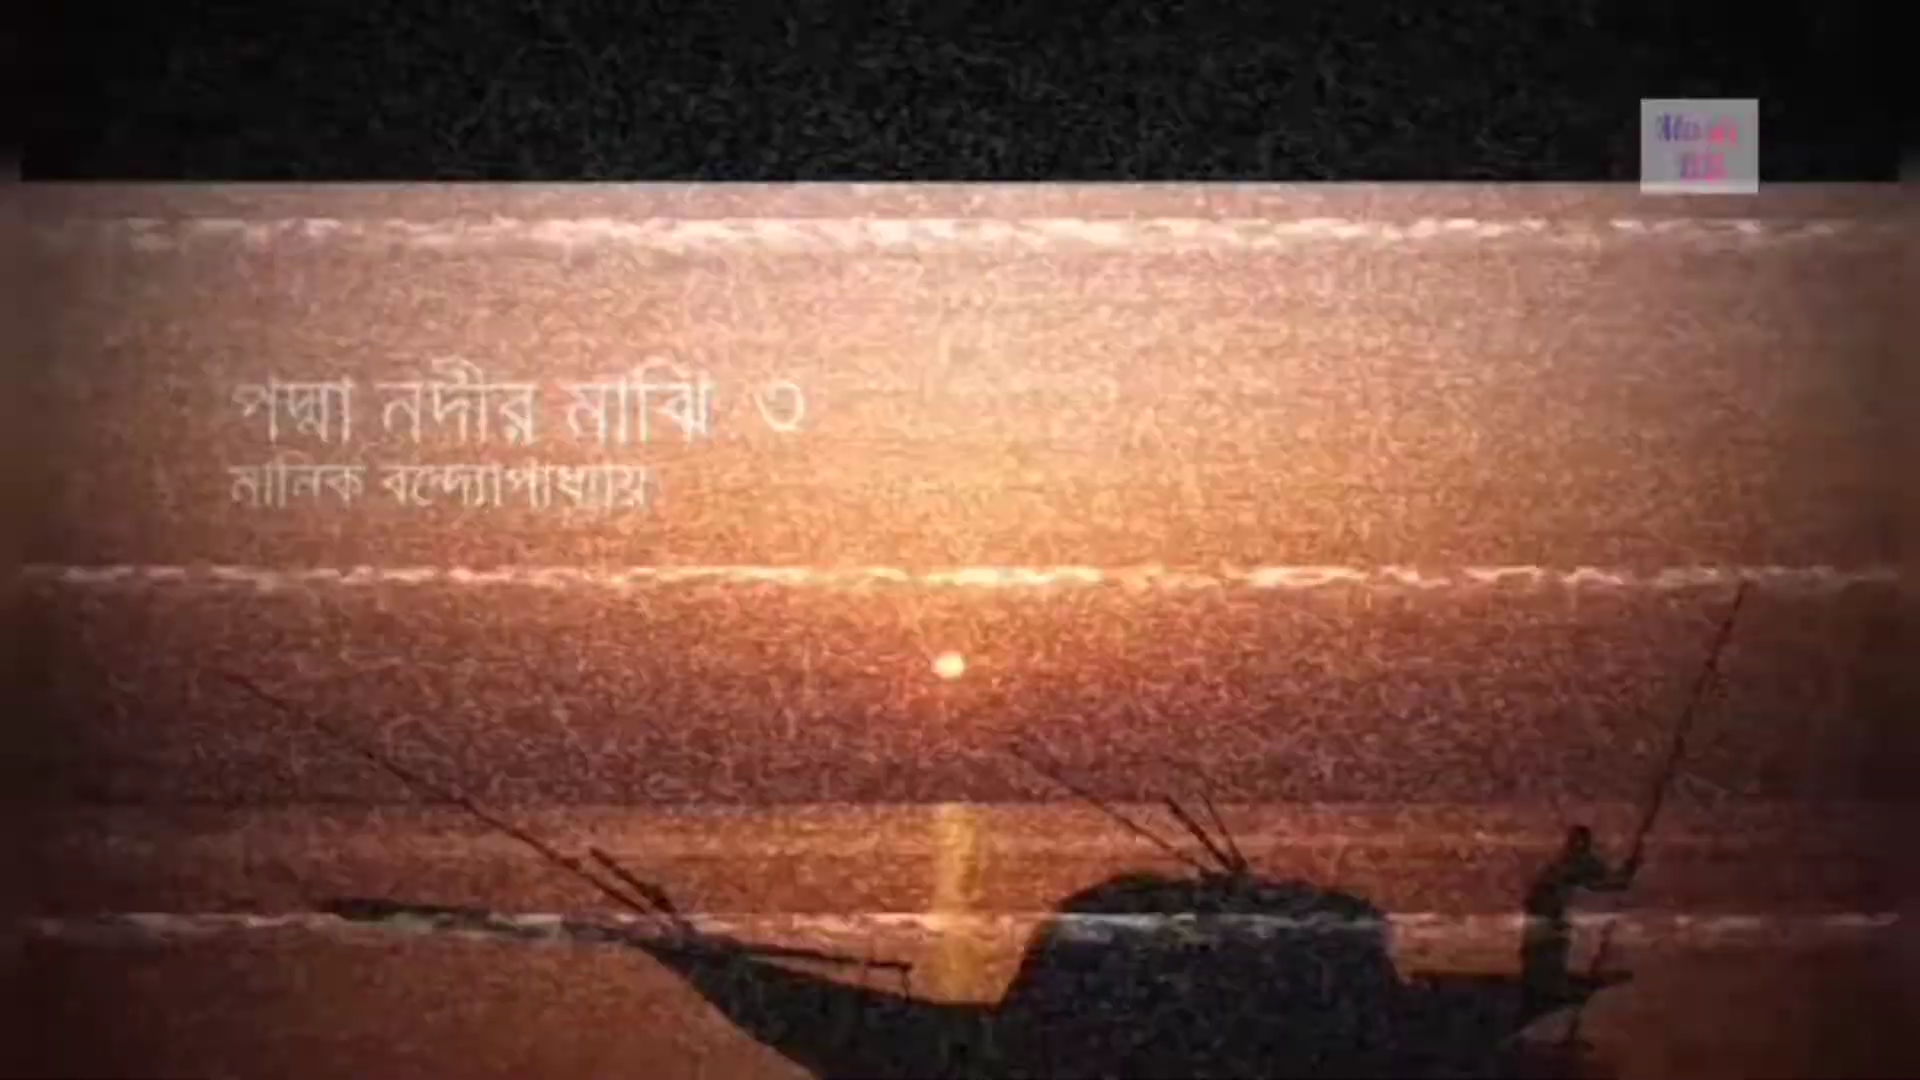 পদ্মা নদীর মাঝি ৩
মানিক বন্দ্যোপাধ্যায়